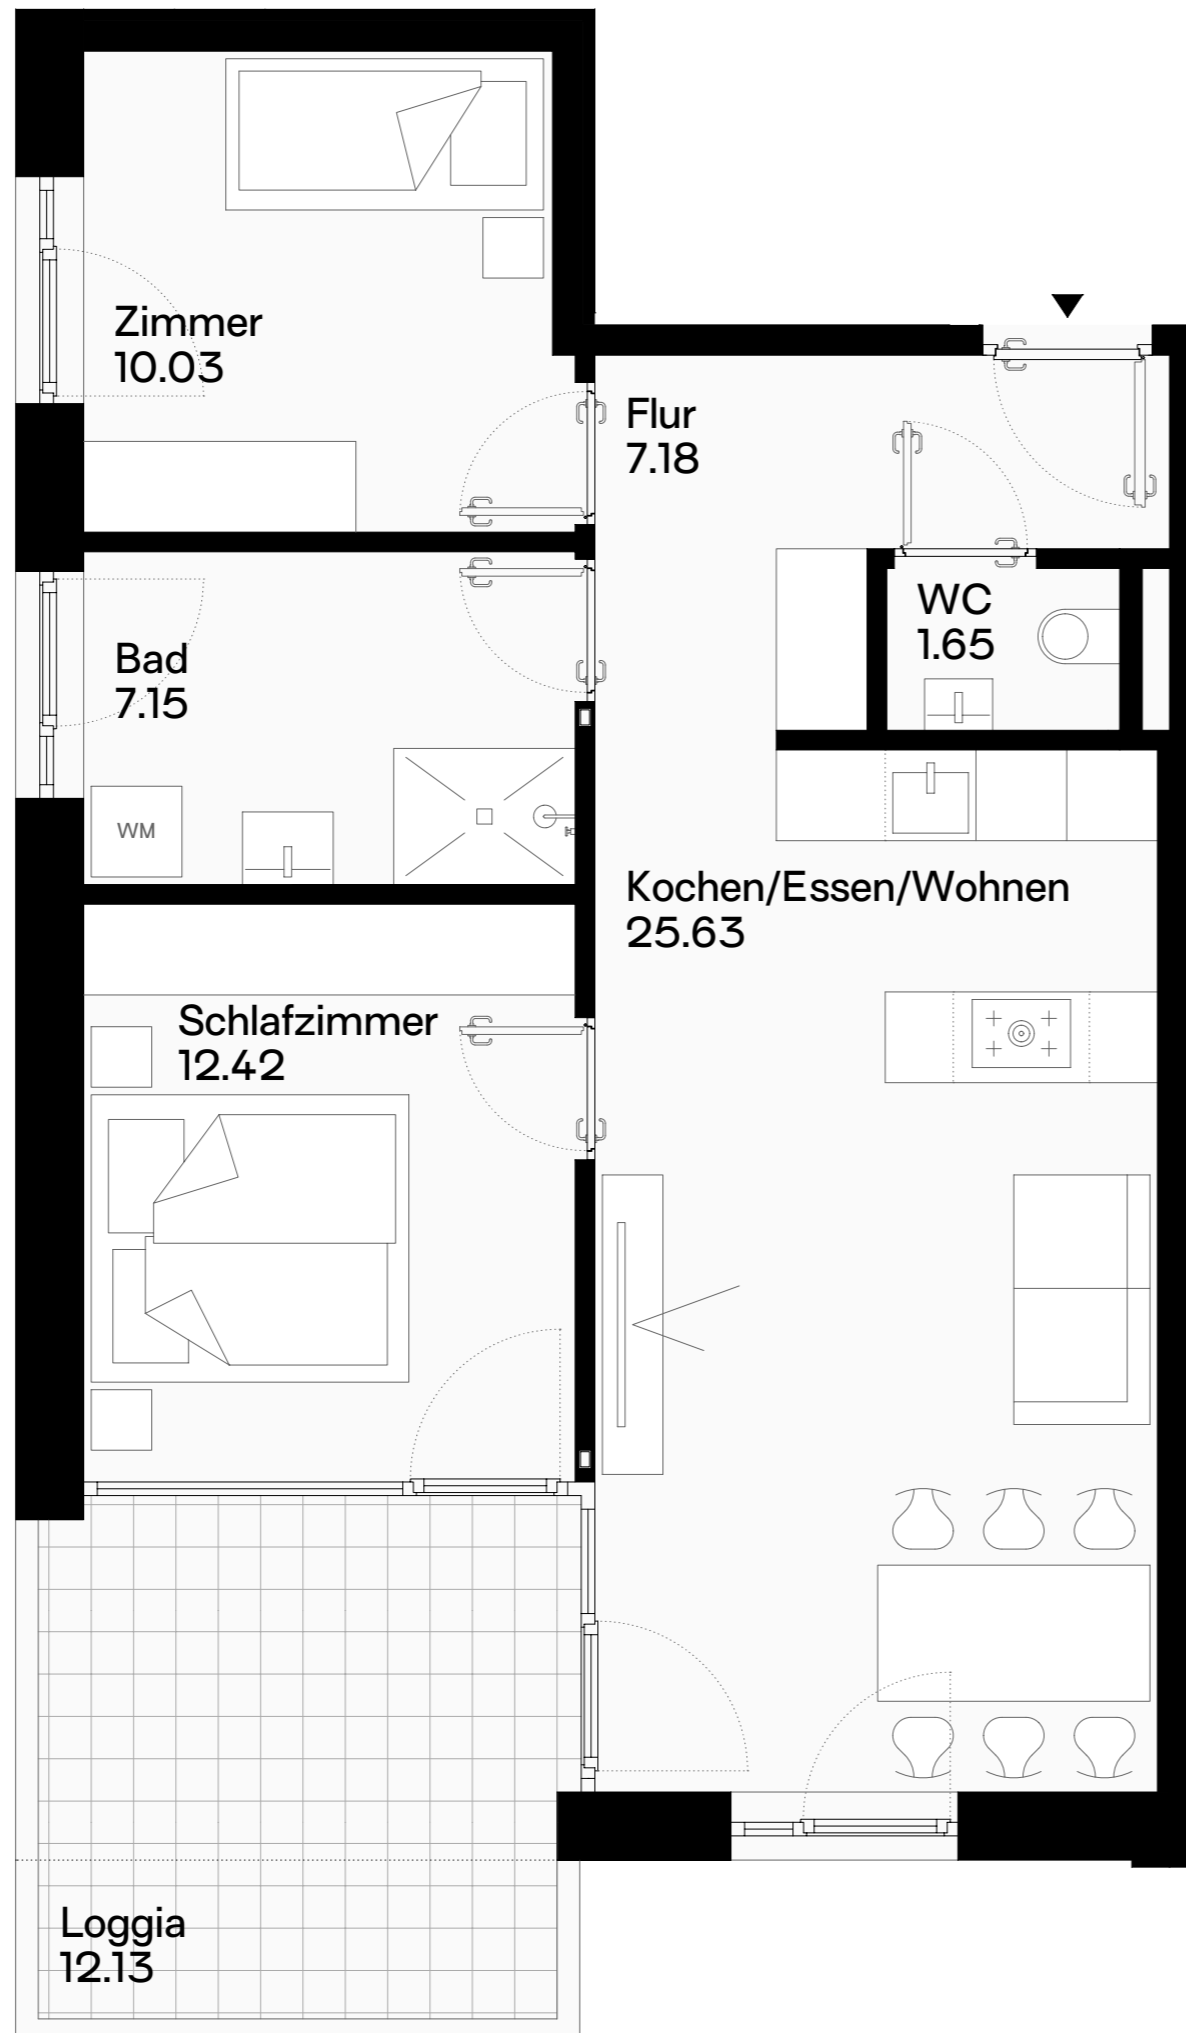 Zimmer
10.03
Flur
7.18
WC
1.65
Bad
7.15
WM
Kochen/Essen/Wohnen
25.63
Schlafzimmer
12.42
Loggia
12.13